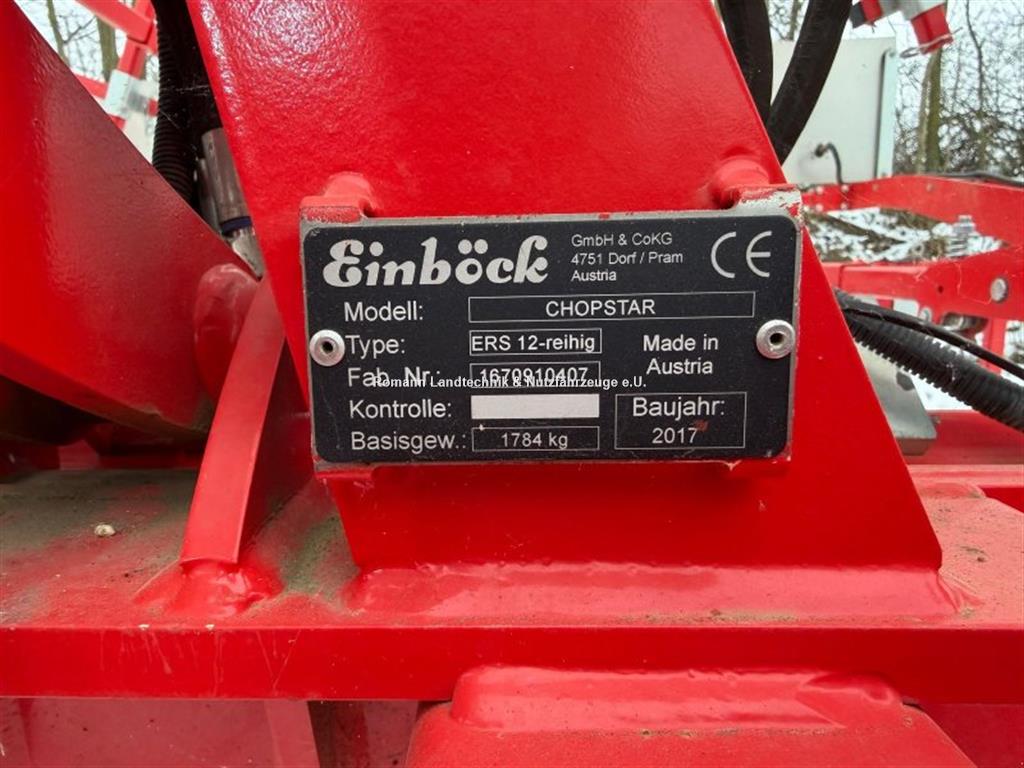 Einböck
GmbH & CoKG
4751 Dorf / Pram
Austria
CE
Modell: CHOPSTAR
Type: ERS 12-reihig
Made in
Austria
Fab. Nr.: 1670910407
Romann Landtechnik & Nutzfahrzeuge e.U.
Kontrolle:
Basisgew.: 1784 kg
Baujahr:
2017